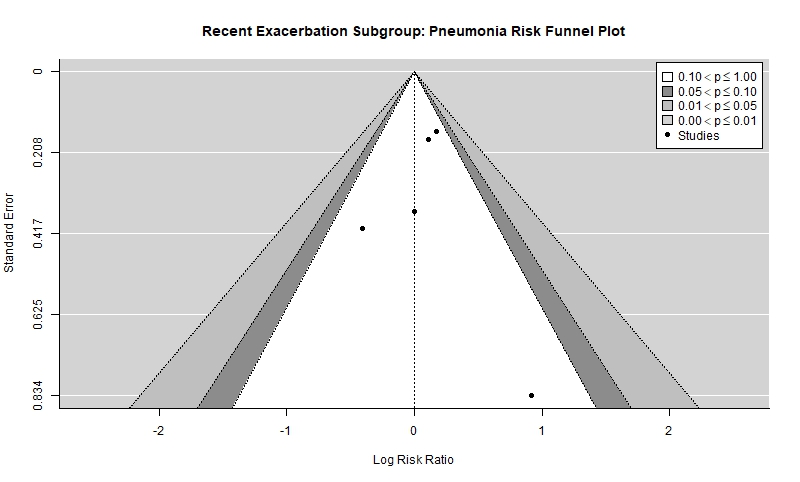 Recent Exacerbation Subgroup: Pneumonia Risk Funnel Plot
0.10 < p ≤ 1.00
0.05 < p ≤ 0.10
0.01 < p ≤ 0.05
0.00 < p ≤ 0.01
Studies
Standard Error
0
0.208
0.417
0.625
0.834
-2 -1 0 1 2
Log Risk Ratio